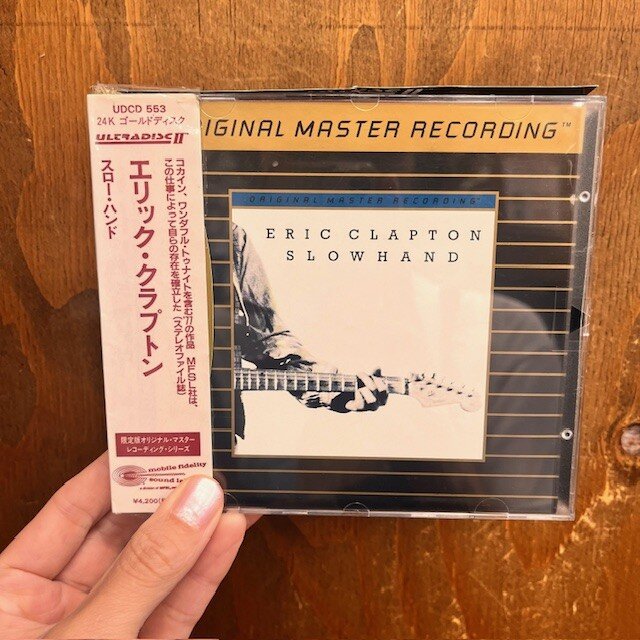 UDCD 553
24K ゴールドディスク
ULTRADISC II
エリック・クラプトン
スロー・ハンド
コカイン、ワンダフル・トゥナイトを含む'77の作品 MFSL社は、
この仕事によって自らの存在を確立した(ステレオファイル誌)
限定版オリジナル・マスター
レコーディング・シリーズ
mobile fidelity
sound
¥4,200
RIGINAL MASTER RECORDING™
ORIGINAL MASTER RECORDING
ERIC CLAPTON
SLOWHAND